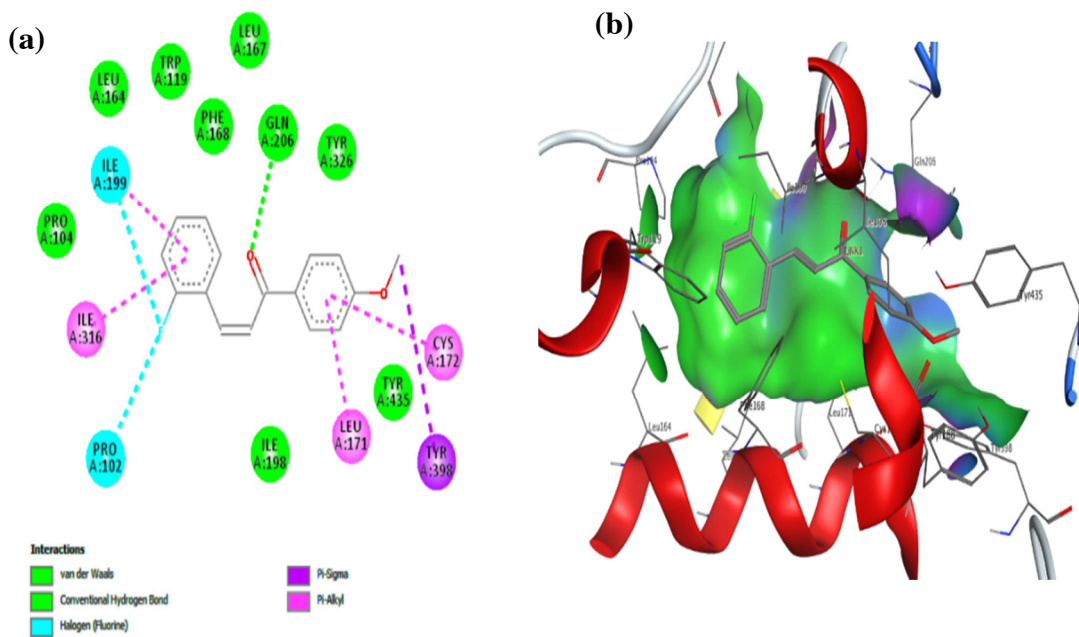 (a)
LEU
A:167
TRP
A:119
LEU
A:164
PHE
A:168
GLN
A:206
TYR
A:326
ILE
A:199
PRO
A:104
O
O
ILE
A:316
CYS
A:172
TYR
A:435
LEU
A:171
ILE
A:198
PRO
A:102
TYR
A:398
Interactions
van der Waals
Conventional Hydrogen Bond
Halogen (Fluorine)
Pi-Sigma
Pi-Alkyl
(b)
Gln206
Tyr435
Leu164
Leu171